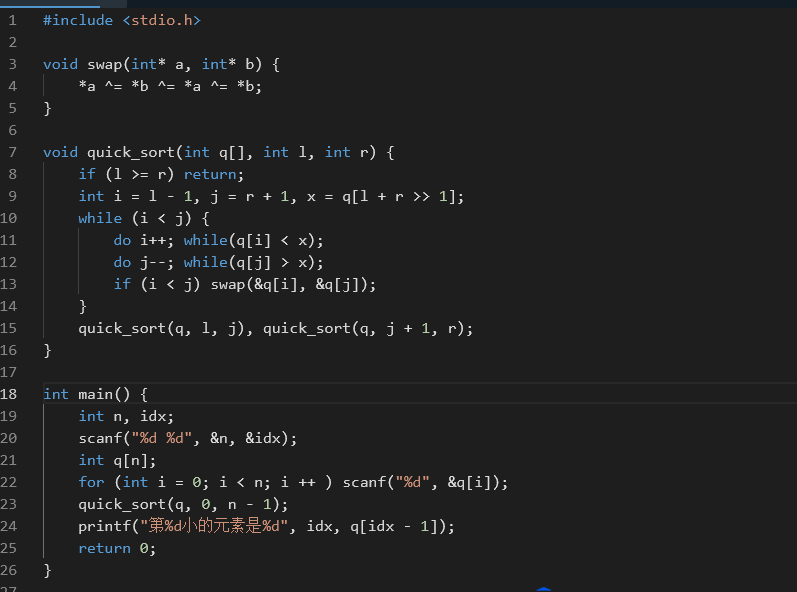 1 #include <stdio.h>
2
3 void swap(int* a, int* b) {
4     *a ^= *b ^= *a ^= *b;
5 }
6
7 void quick_sort(int q[], int l, int r) {
8     if (l >= r) return;
9     int i = l - 1, j = r + 1, x = q[l + r >> 1];
10     while (i < j) {
11         do i++; while(q[i] < x);
12         do j--; while(q[j] > x);
13         if (i < j) swap(&q[i], &q[j]);
14     }
15     quick_sort(q, l, j), quick_sort(q, j + 1, r);
16 }
17
18 int main() {
19     int n, idx;
20     scanf("%d %d", &n, &idx);
21     int q[n];
22     for (int i = 0; i < n; i ++ ) scanf("%d", &q[i]);
23     quick_sort(q, 0, n - 1);
24     printf("第%d小的元素是%d", idx, q[idx - 1]);
25     return 0;
26 }
27